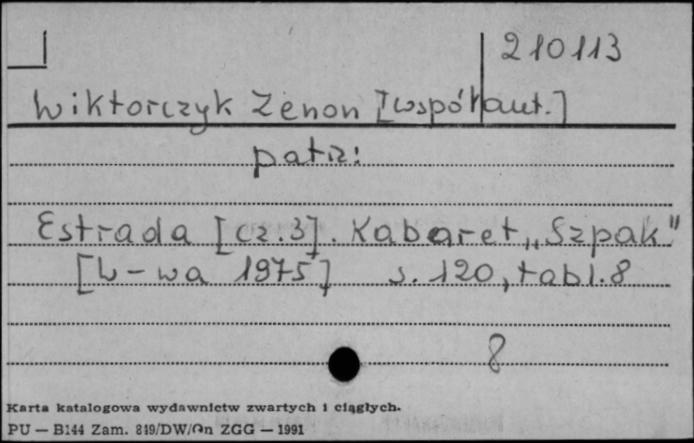 210113
Wiktorczyk Zenon [współaut.]
patrz:
Estrada [cz.3]. Kabaret „Szpak"
[W-wa 1975] s. 120, tabl. 8
8
Karta katalogowa wydawnictw zwartych i ciągłych.
PU — B144 Zam. 819/DW/On ZGG — 1991